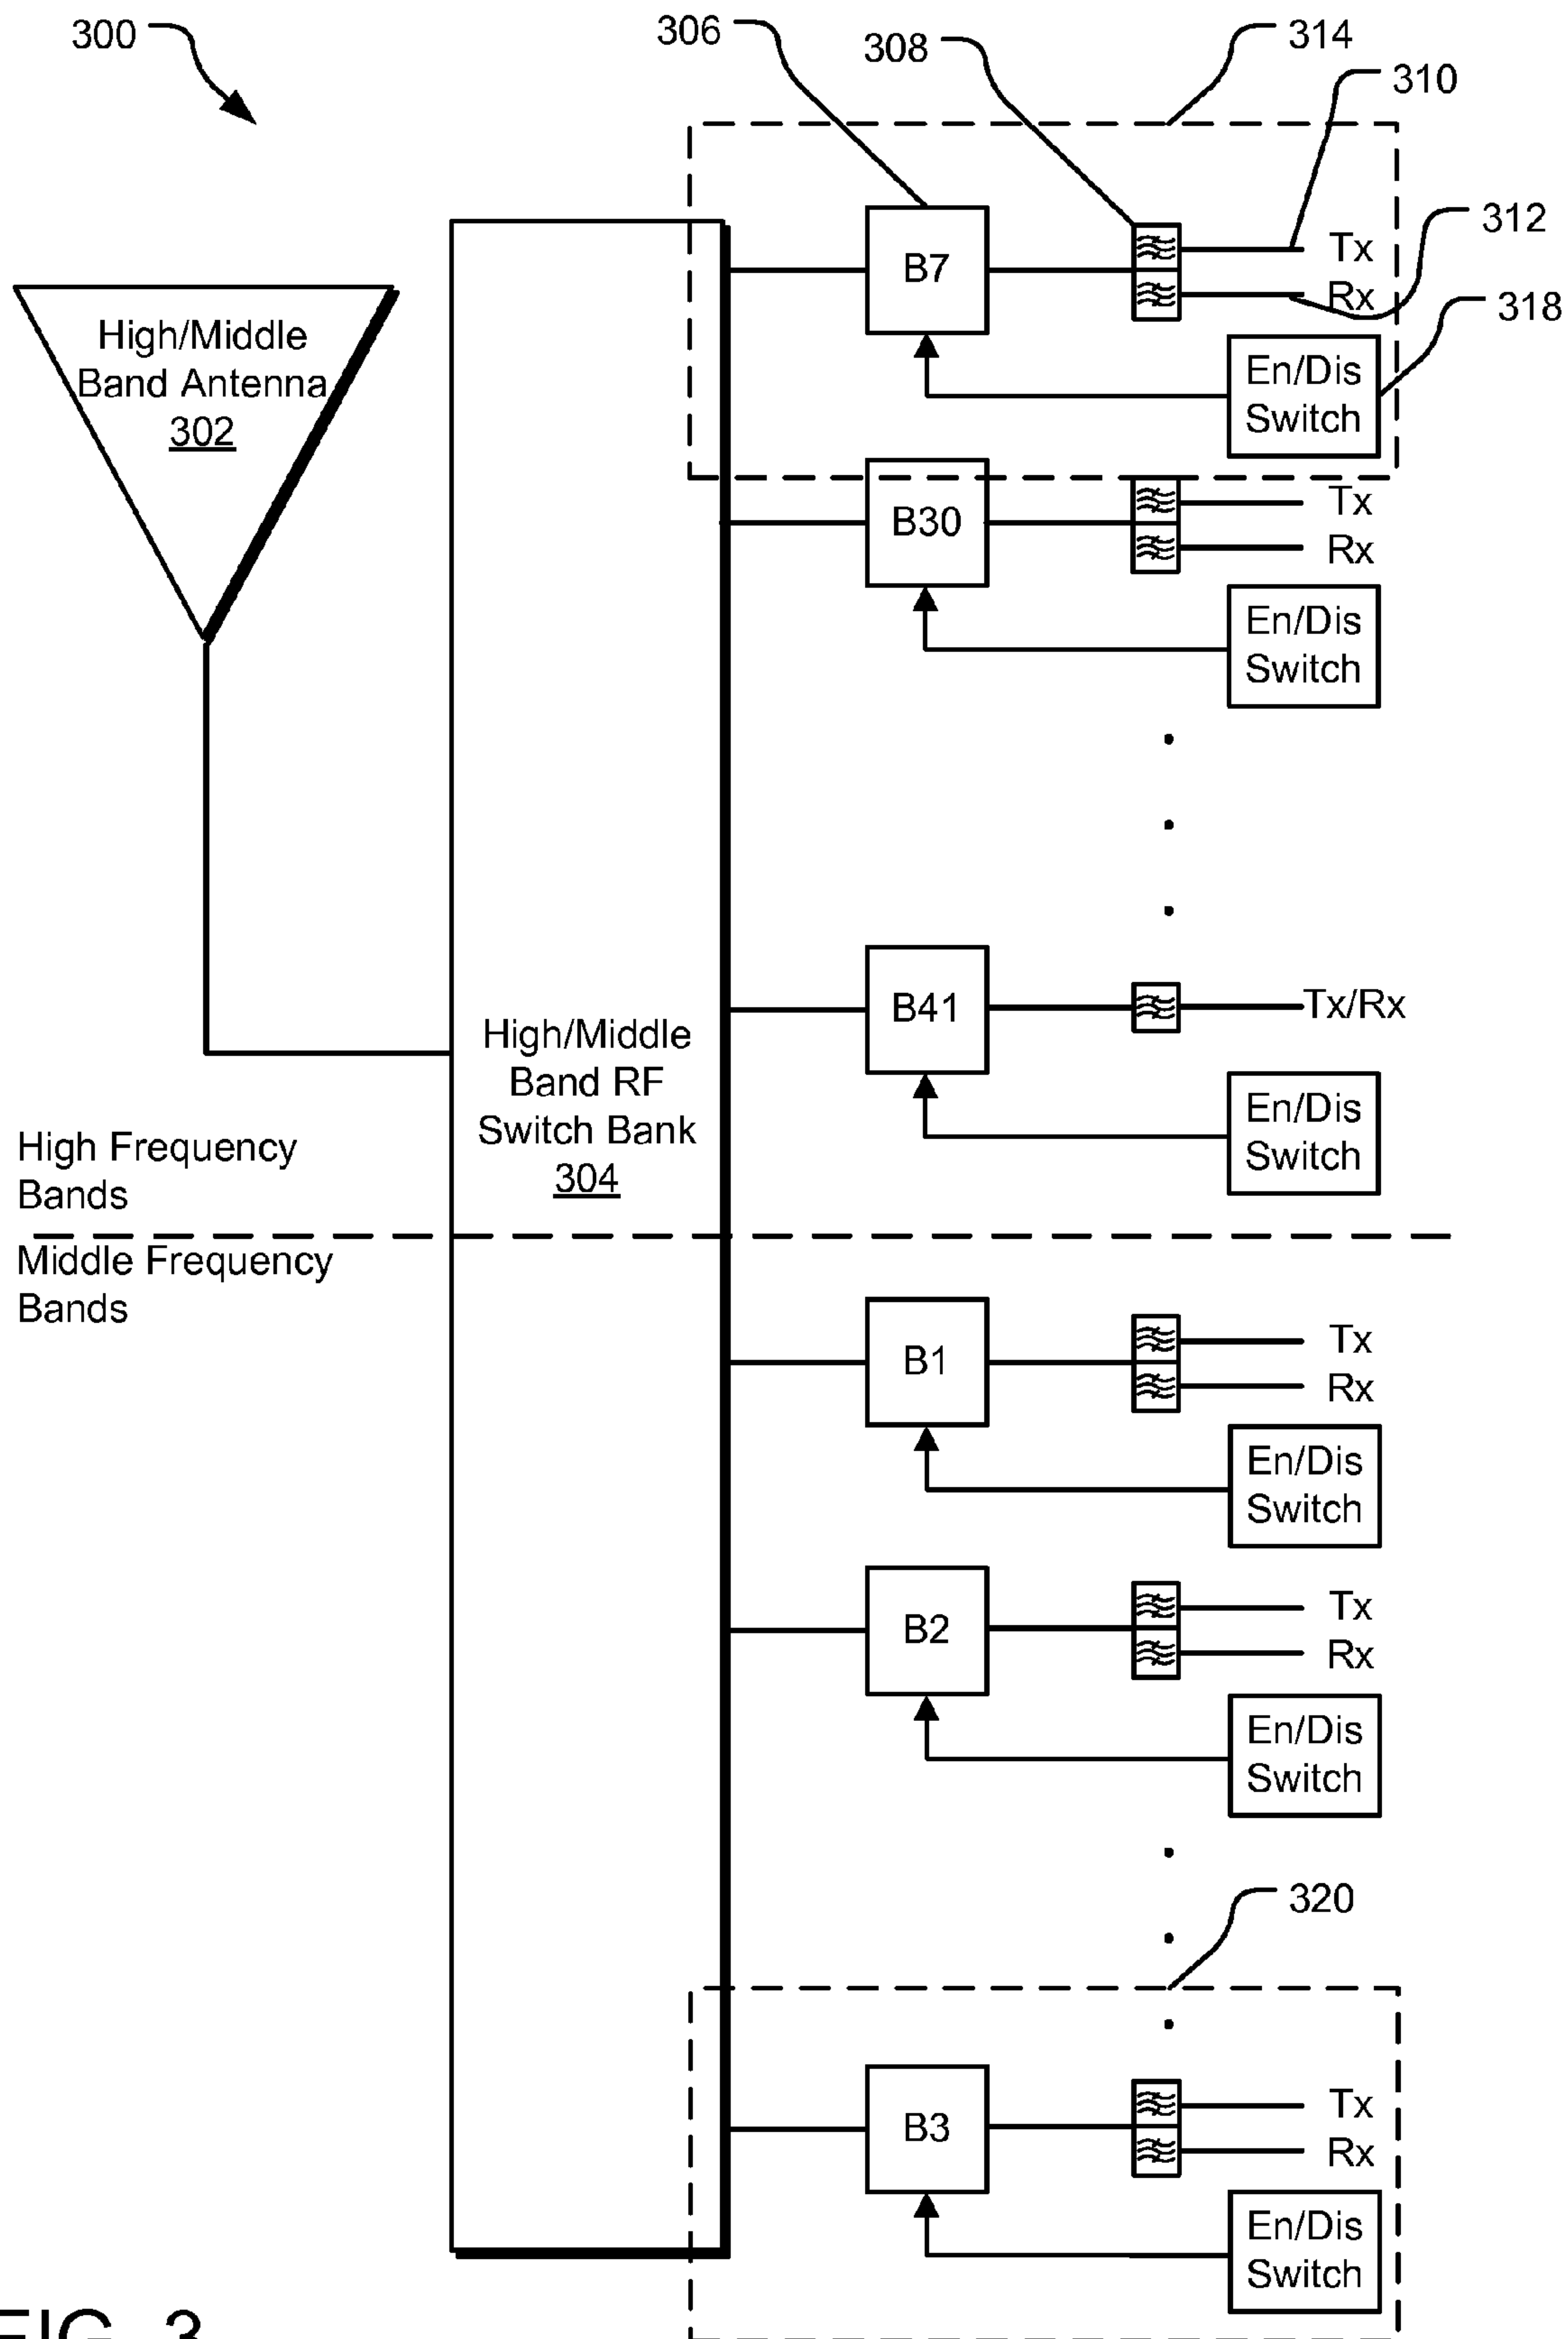 300
306
308
314
310
312
318
High/Middle
Band Antenna
302
B7
Tx
Rx
En/Dis
Switch
B30
Tx
Rx
En/Dis
Switch
B41
Tx/Rx
En/Dis
Switch
High/Middle
Band RF
Switch Bank
304
High Frequency
Bands
Middle Frequency
Bands
B1
Tx
Rx
En/Dis
Switch
B2
Tx
Rx
En/Dis
Switch
320
B3
Tx
Rx
En/Dis
Switch
FIG. 3